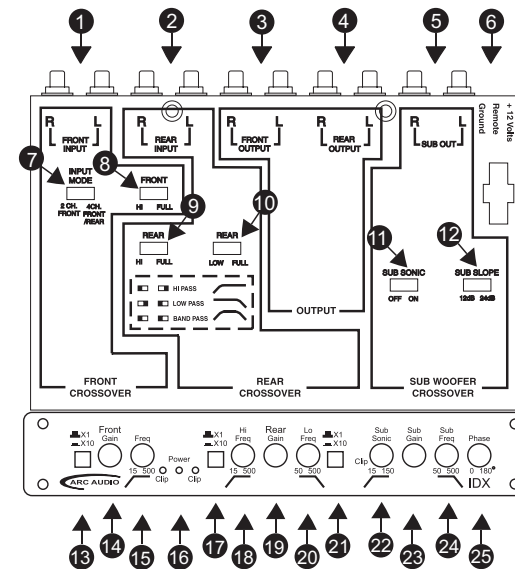 1 2 3 4 5 6
R L R L R L R L R L
FRONT INPUT
REAR INPUT
FRONT OUTPUT
REAR OUTPUT
SUB OUT
+ 12 Volts
Remote
Ground
7 INPUT MODE
2 CH. FRONT
4CH. FRONT /REAR
8 FRONT
HI FULL
9 REAR
HI FULL
10 REAR
LOW FULL
11 SUB SONIC
OFF ON
12 SUB SLOPE
12dB 24dB
HI PASS
LOW PASS
BAND PASS
OUTPUT
FRONT CROSSOVER
REAR CROSSOVER
SUB WOOFER CROSSOVER
X1
X10
Front Gain
Freq
15 500
Clip
Power
Clip
X1
X10
Hi Freq
15 500
Rear Gain
Lo Freq
50 500
X1
X10
Clip
Sub Sonic
15 150
Sub Gain
Sub Freq
50 500
Phase
0 180°
ARC AUDIO
IDX
13 14 15 16 17 18 19 20 21 22 23 24 25